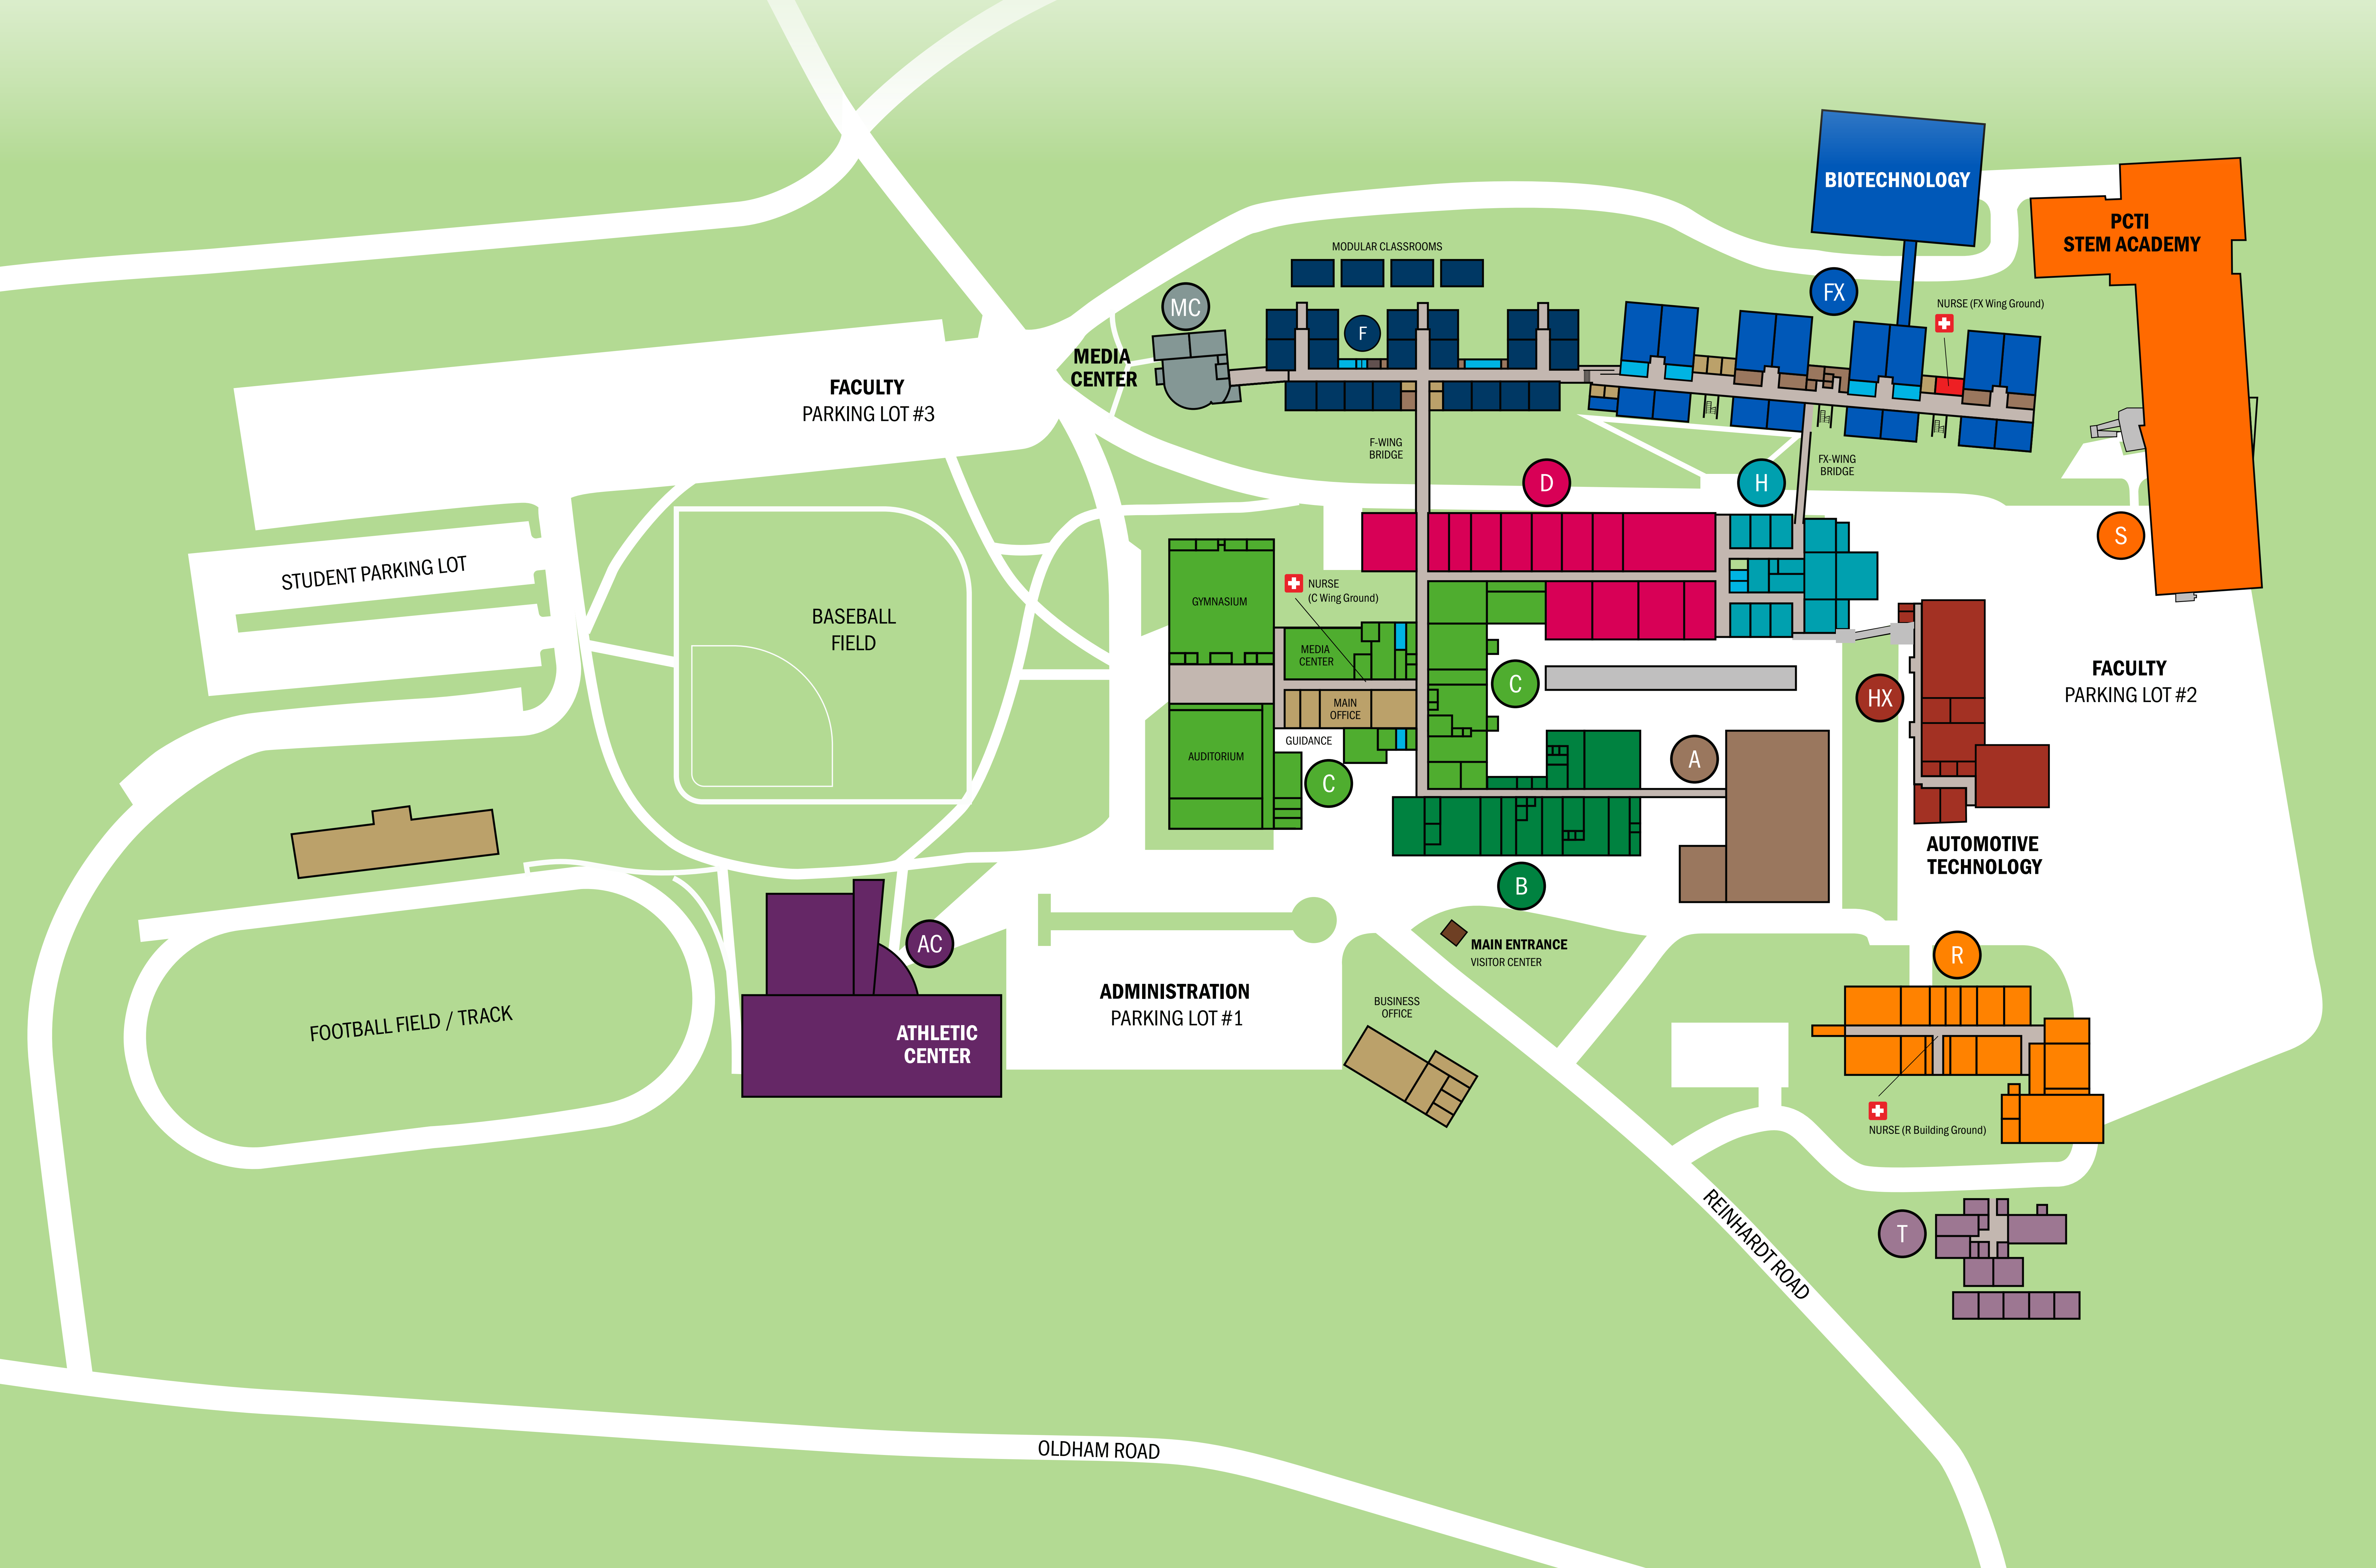 BIOTECHNOLOGY
PCTI
STEM ACADEMY
MODULAR CLASSROOMS
FX
NURSE (FX Wing Ground)
MC
F
MEDIA
CENTER
FACULTY
PARKING LOT #3
F-WING
BRIDGE
FX-WING
BRIDGE
D
H
S
STUDENT PARKING LOT
NURSE
(C Wing Ground)
GYMNASIUM
BASEBALL
FIELD
MEDIA
CENTER
C
HX
FACULTY
PARKING LOT #2
MAIN
OFFICE
GUIDANCE
AUDITORIUM
C
A
AUTOMOTIVE
TECHNOLOGY
B
AC
MAIN ENTRANCE
VISITOR CENTER
R
ADMINISTRATION
PARKING LOT #1
BUSINESS
OFFICE
FOOTBALL FIELD / TRACK
ATHLETIC
CENTER
NURSE (R Building Ground)
REINHARDT ROAD
T
OLDHAM ROAD